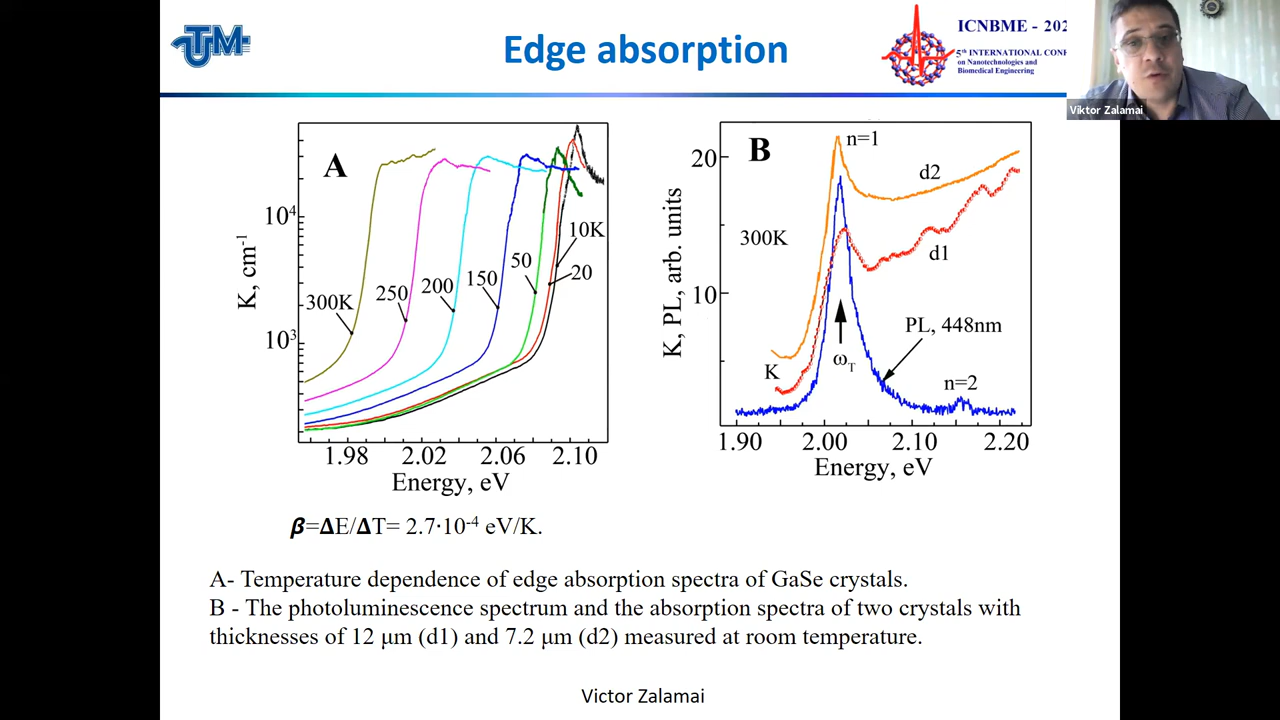 UTM
Edge absorption
ICNBME - 202
5th INTERNATIONAL CONF
on Nanotechnologies and
Biomedical Engineering
Viktor Zalamai
A
10⁴
10³
K, cm⁻¹
300K
250
200
150
50
10K
20
1.98 2.02 2.06 2.10
Energy, eV
B
n=1
d2
20
300K
d1
10
K, PL, arb. units
PL, 448nm
ωT
K
n=2
1.90 2.00 2.10 2.20
Energy, eV
β=ΔE/ΔT= 2.7·10⁻⁴ eV/K.
A- Temperature dependence of edge absorption spectra of GaSe crystals.
B - The photoluminescence spectrum and the absorption spectra of two crystals with
thicknesses of 12 μm (d1) and 7.2 μm (d2) measured at room temperature.
Victor Zalamai